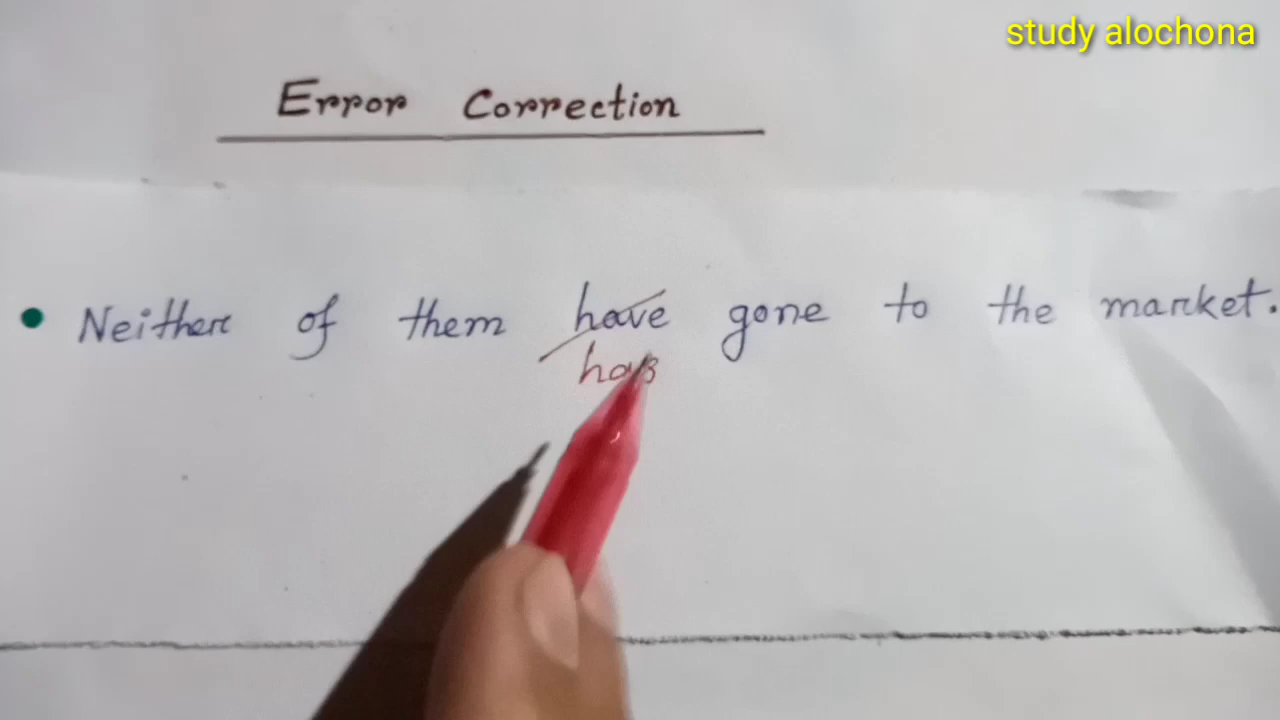 study alochona
Error Correction
Neither of them have gone to the market.
has